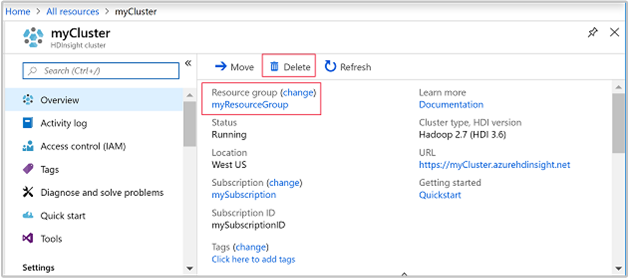 Home > All resources > myCluster
myCluster
HDInsight cluster
Search (Ctrl+/)
Overview
Activity log
Access control (IAM)
Tags
Diagnose and solve problems
Quick start
Tools
Settings
Move Delete Refresh
Resource group (change)
myResourceGroup
Status
Running
Location
West US
Subscription (change)
mySubscription
Subscription ID
mySubscriptionID
Tags (change)
Click here to add tags
Learn more
Documentation
Cluster type, HDI version
Hadoop 2.7 (HDI 3.6)
URL
https://myCluster.azurehdinsight.net
Getting started
Quickstart